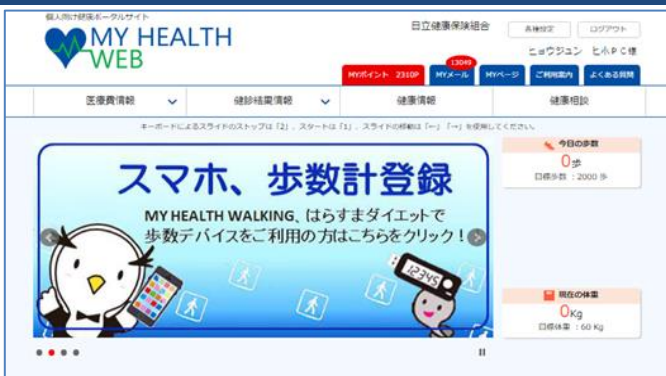 個人向け健康ポータルサイト
MY HEALTH WEB
日立健康保険組合
各種設定
ログアウト
ヒョウジュン ヒホPC様
13049
MYポイント 2310P
MYメール
MYページ
ご利用案内
よくある質問
医療費情報
健診結果情報
健康情報
健康相談
キーボードによるスライドのストップは「2」、スタートは「1」、スライドの移動は「←」「→」を使用してください。
スマホ、歩数計登録
MY HEALTH WALKING、はらすまダイエットで
歩数デバイスをご利用の方はこちらをクリック!
12345
今日の歩数
0歩
目標歩数 : 2000 歩
現在の体重
0Kg
目標体重 : 60 Kg